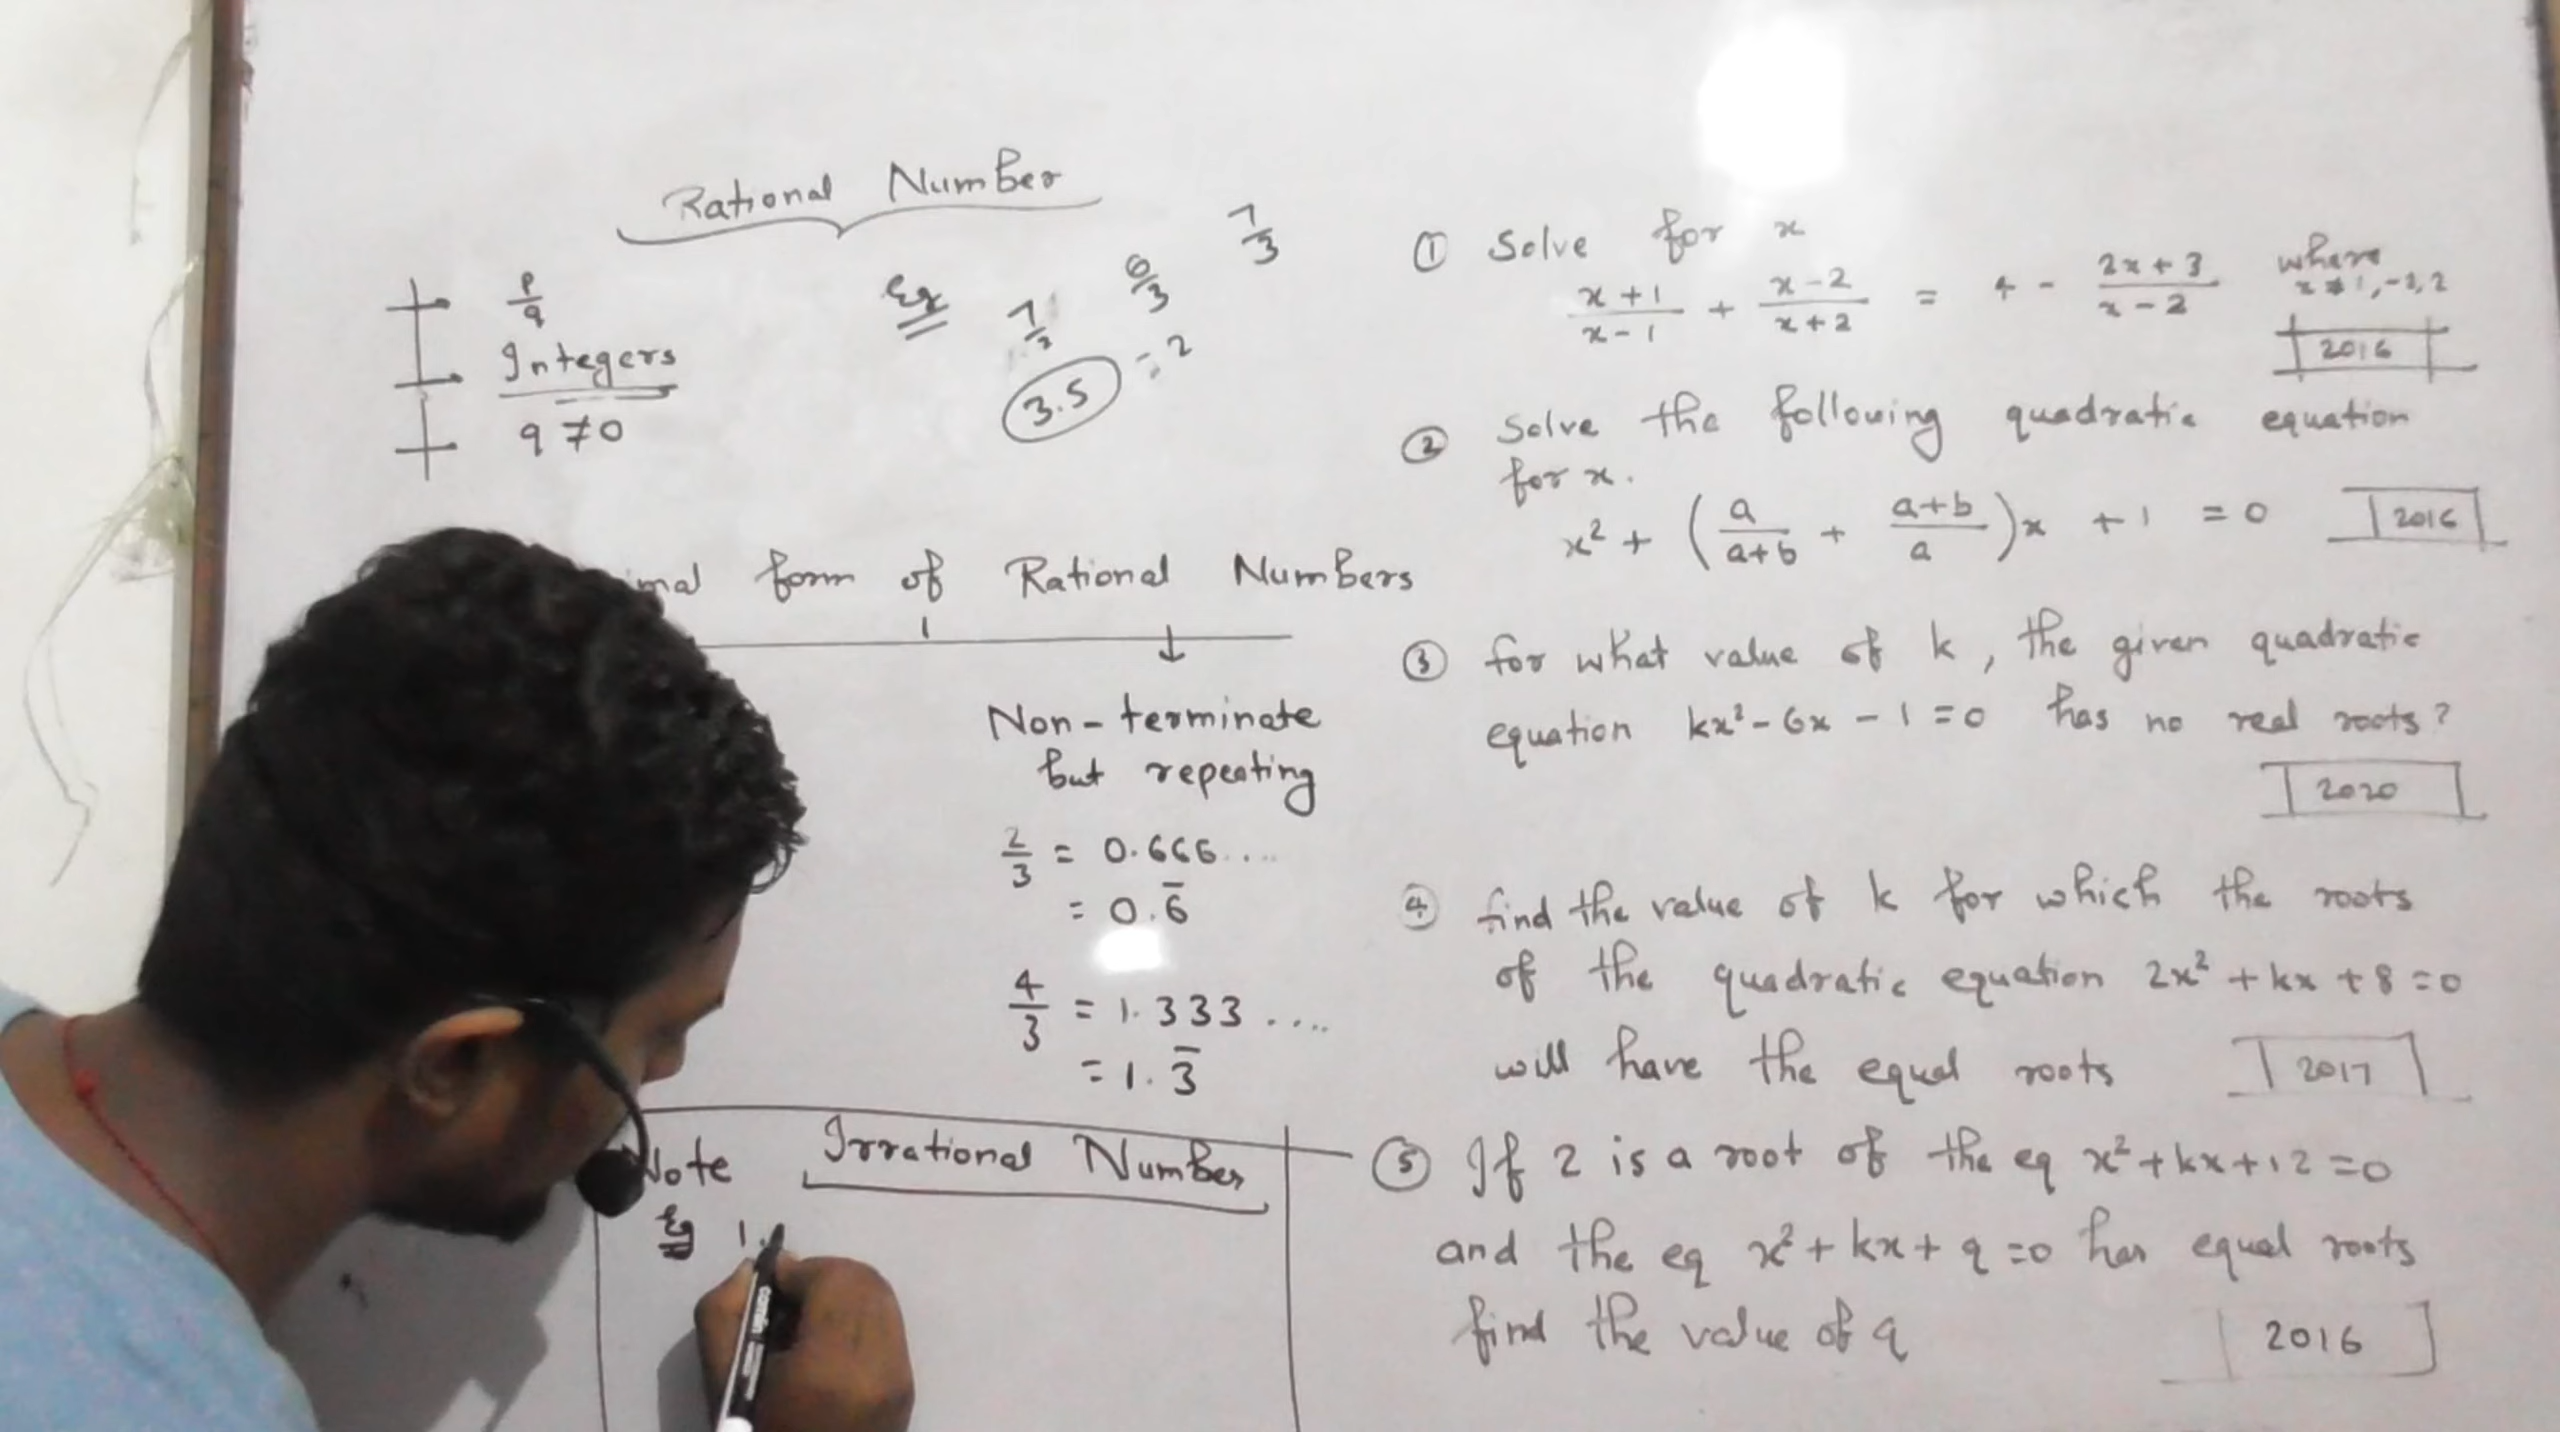 Rational Number
p/q
Integers
q ≠ 0
Eg 7/2 6/3 7/3
3.5 = 2
form of Rational Numbers
Non-terminate
but repeating
2/3 = 0.666....
= 0.6̅
4/3 = 1.333....
= 1.3̅
Note Irrational Number
Eg 1.
① Solve for x
(x+1)/(x-1) + (x-2)/(x+2) = 4 - (2x+3)/(x-2) where x ≠ 1, -2, 2
2016
② Solve the following quadratic equation
for x.
x² + (a/(a+b) + (a+b)/a)x + 1 = 0 2016
③ for what value of k, the given quadratic
equation kx² - 6x - 1 = 0 has no real roots?
2020
④ find the value of k for which the roots
of the quadratic equation 2x² + kx + 8 = 0
will have the equal roots 2017
⑤ If 2 is a root of the eq x² + kx + 12 = 0
and the eq x² + kx + q = 0 has equal roots
find the value of q 2016